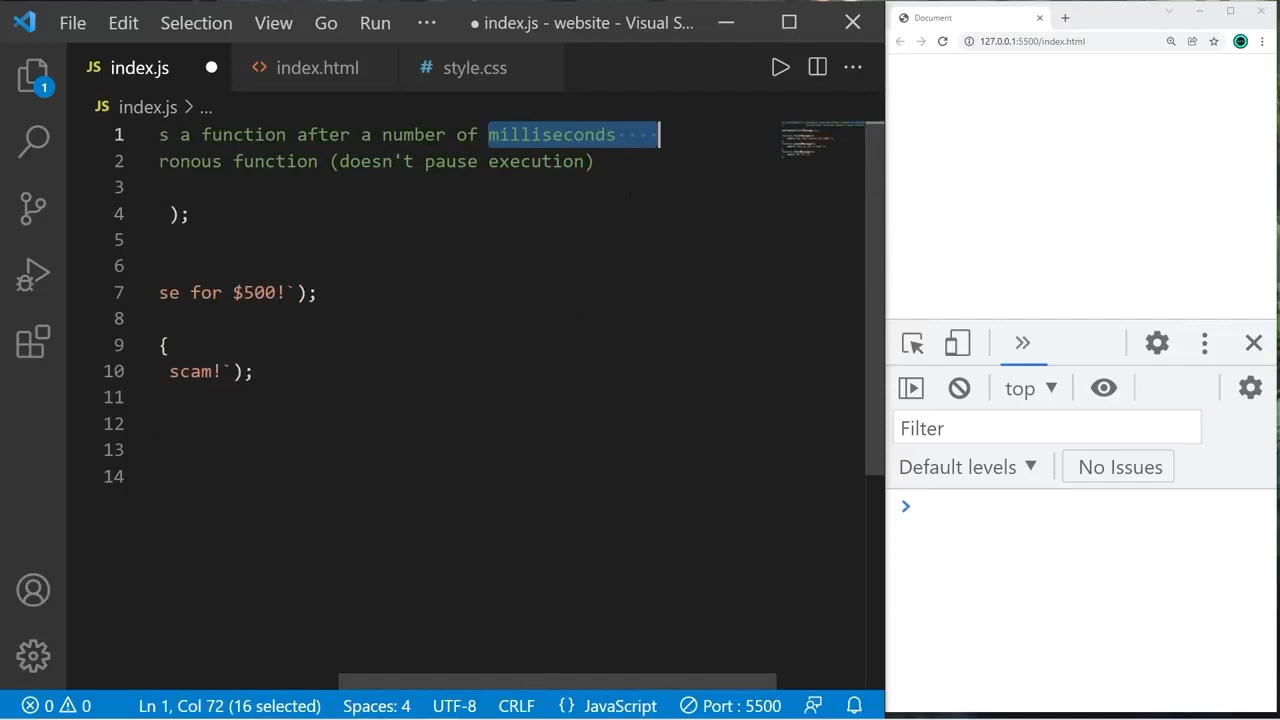 File Edit Selection View Go Run ··· ● index.js - website - Visual S...
Document
127.0.0.1:5500/index.html
JS index.js ● <> index.html # style.css
JS index.js > ...
1 s a function after a number of milliseconds ····
2 ronous function (doesn't pause execution)
3
4 );
5
6
7 se for $500!`);
8
9 {
10 scam!`);
11
12
13
14
1
top ▼
Filter
Default levels ▼ No Issues
>
0 0 Ln 1, Col 72 (16 selected) Spaces: 4 UTF-8 CRLF {} JavaScript Port : 5500